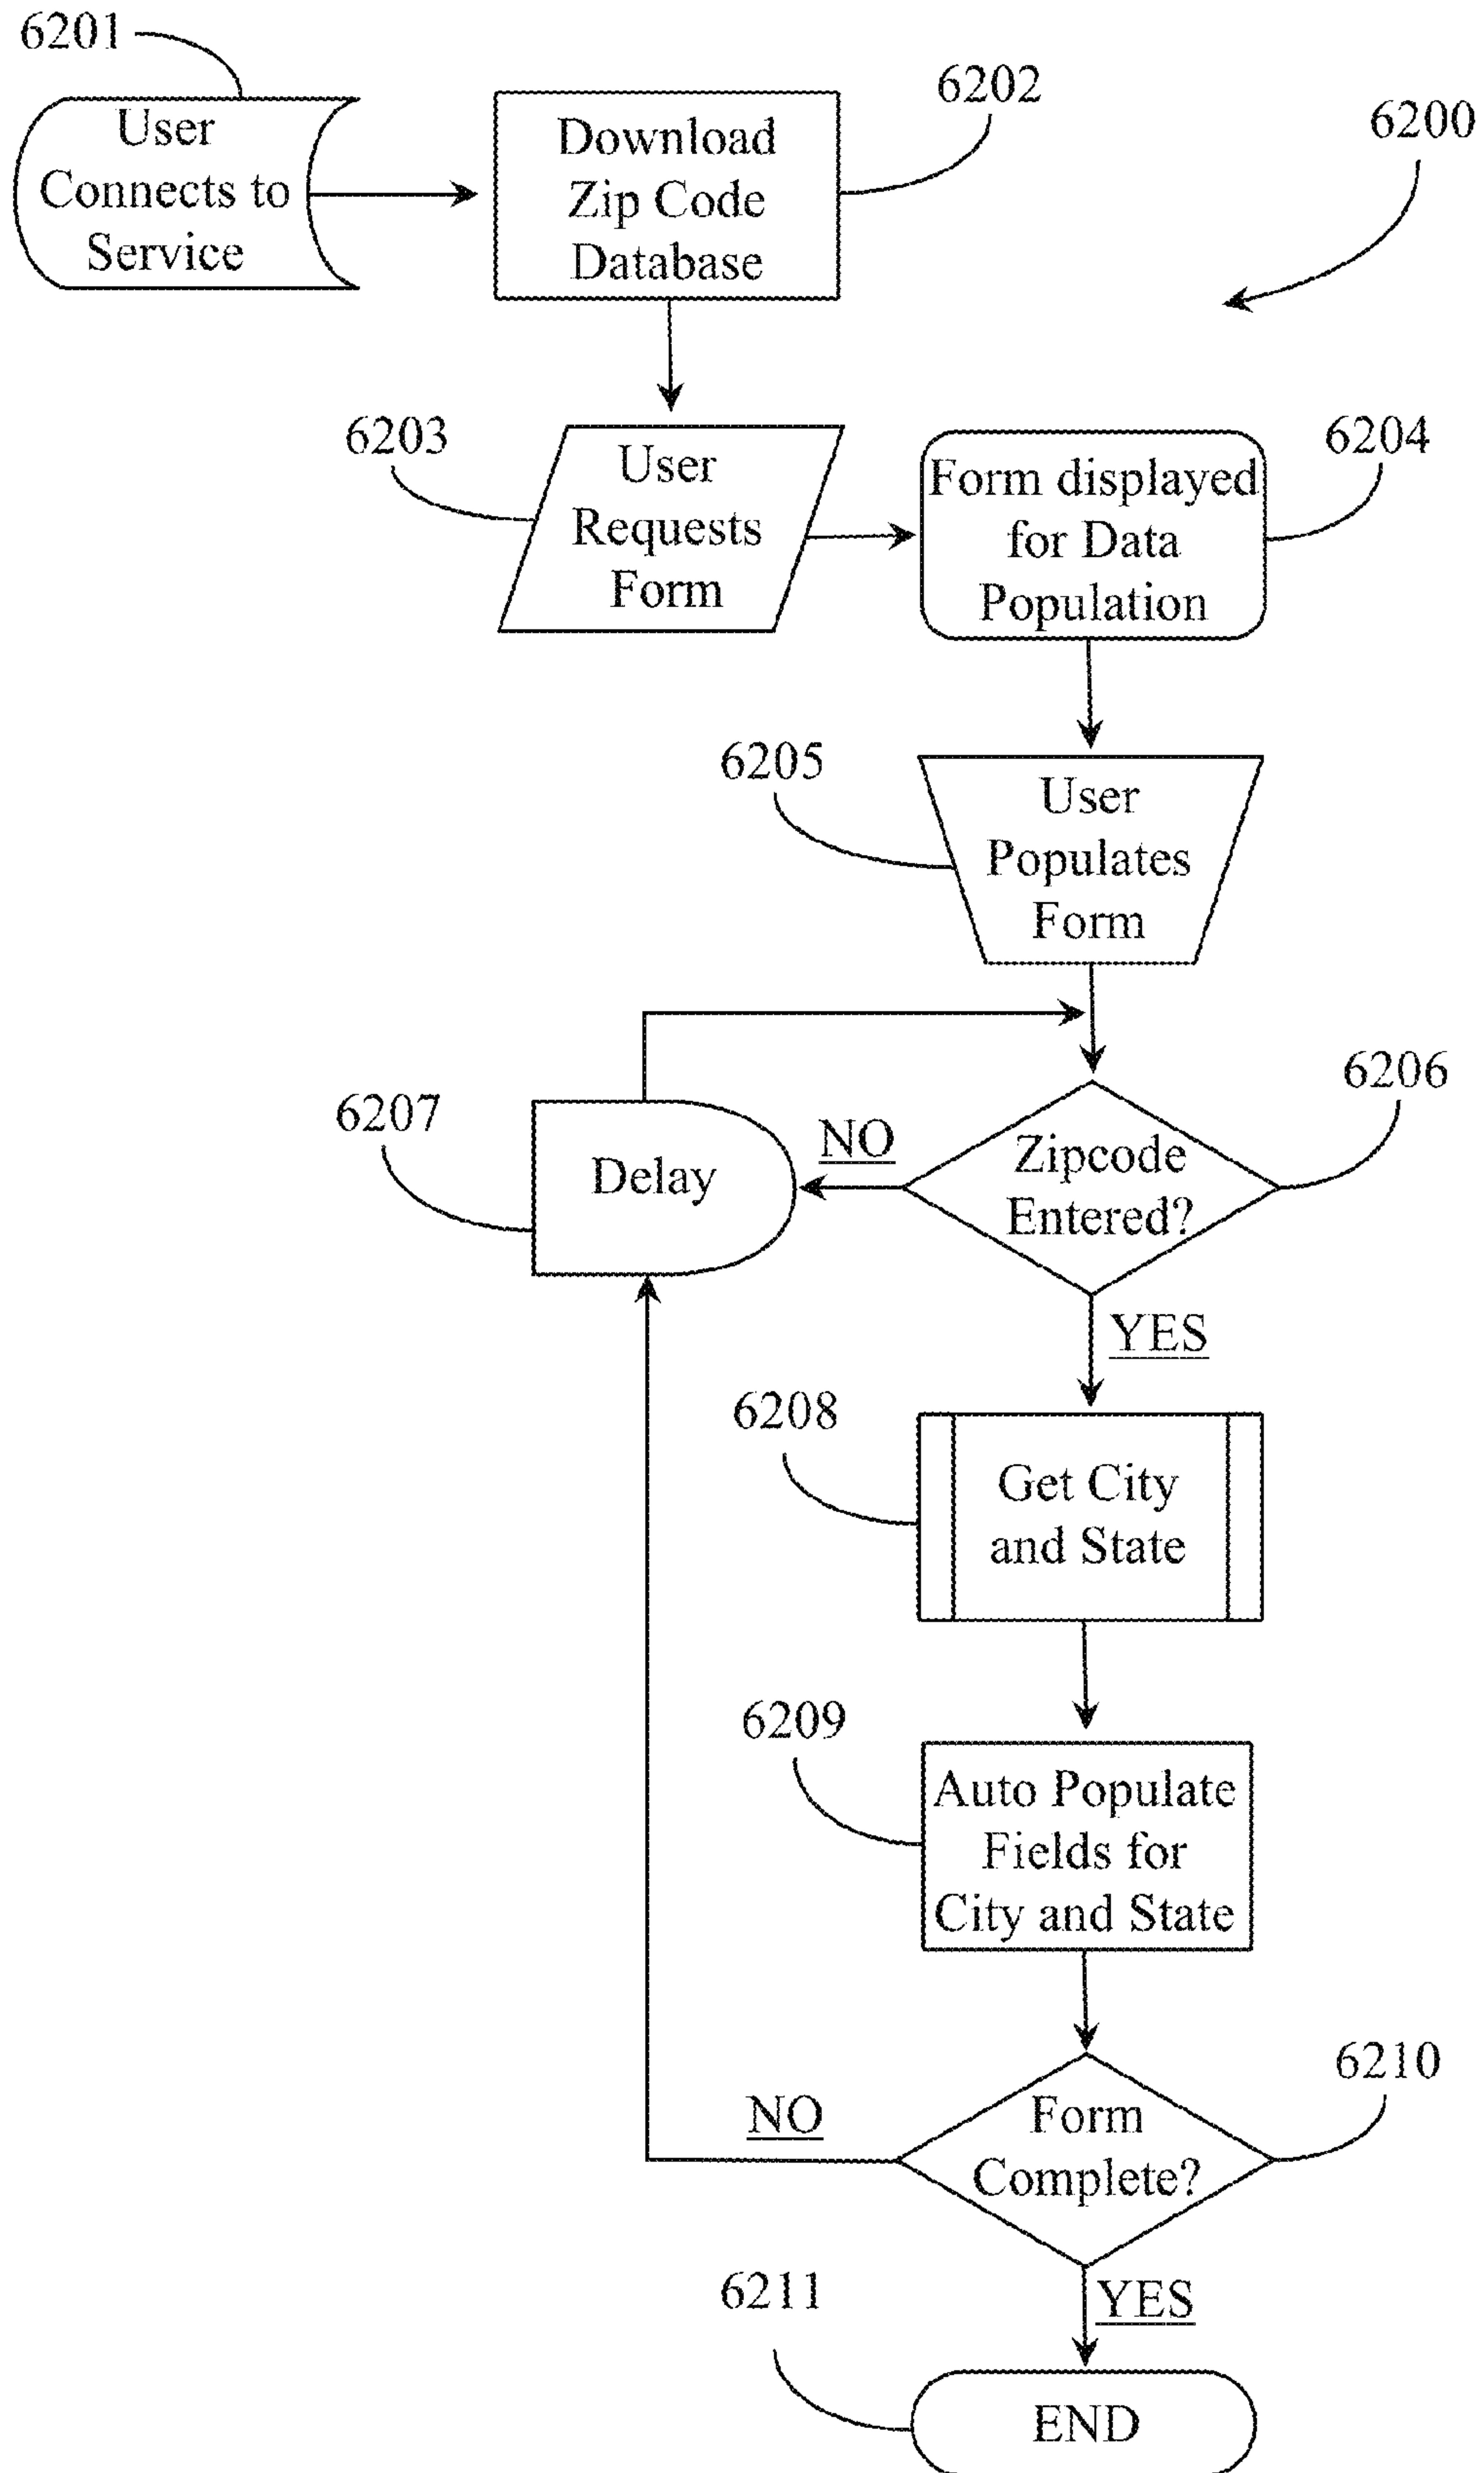 6201
User
Connects to
Service
6202
Download
Zip Code
Database
6200
6203
User
Requests
Form
6204
Form displayed
for Data
Population
6205
User
Populates
Form
6206
Zipcode
Entered?
NO
6207
Delay
YES
6208
Get City
and State
6209
Auto Populate
Fields for
City and State
6210
Form
Complete?
NO
YES
6211
END